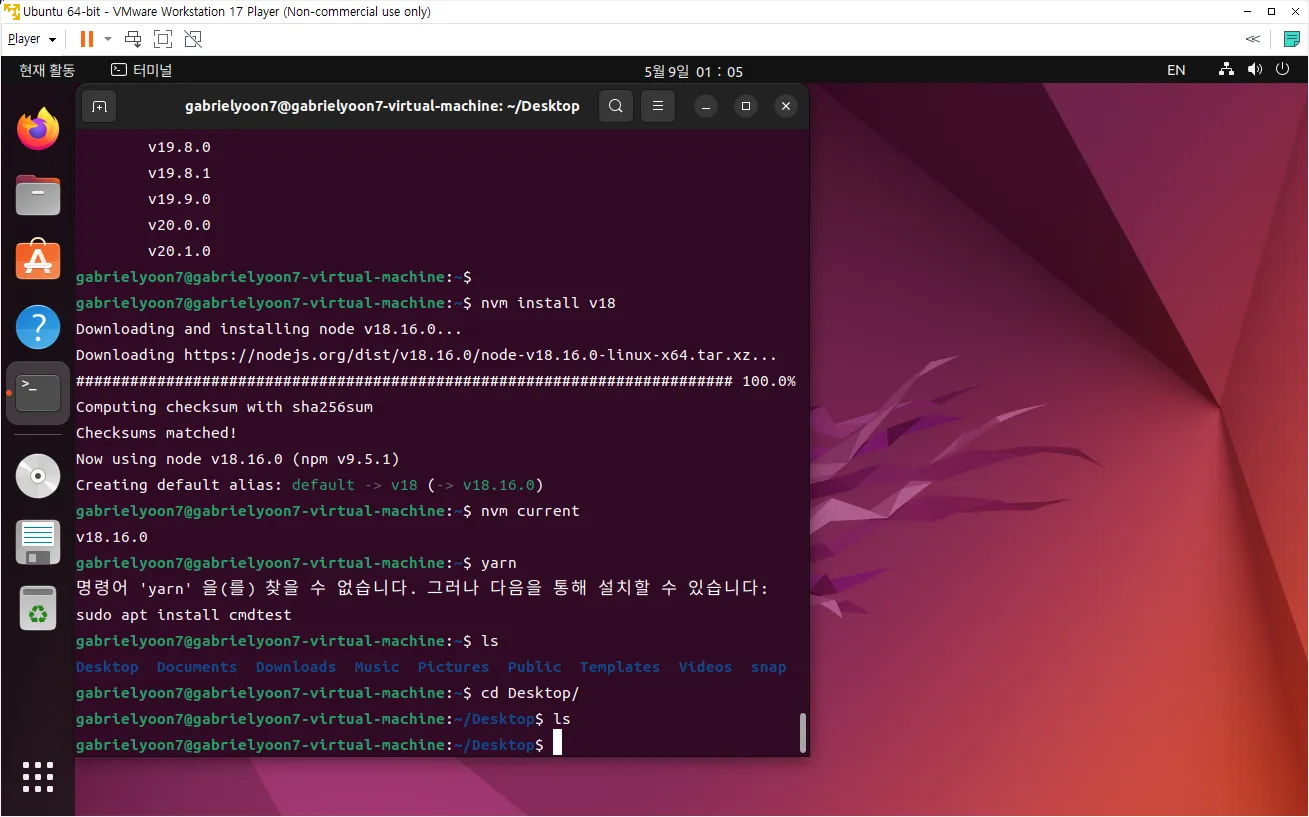 Ubuntu 64-bit - VMware Workstation 17 Player (Non-commercial use only)
Player
현재 활동 터미널 5월 9일 01 : 05 EN
gabrielyoon7@gabrielyoon7-virtual-machine: ~/Desktop
v19.8.0
v19.8.1
v19.9.0
v20.0.0
v20.1.0
gabrielyoon7@gabrielyoon7-virtual-machine:~$
gabrielyoon7@gabrielyoon7-virtual-machine:~$ nvm install v18
Downloading and installing node v18.16.0...
Downloading https://nodejs.org/dist/v18.16.0/node-v18.16.0-linux-x64.tar.xz...
######################################################################### 100.0%
Computing checksum with sha256sum
Checksums matched!
Now using node v18.16.0 (npm v9.5.1)
Creating default alias: default -> v18 (-> v18.16.0)
gabrielyoon7@gabrielyoon7-virtual-machine:~$ nvm current
v18.16.0
gabrielyoon7@gabrielyoon7-virtual-machine:~$ yarn
명령어 'yarn' 을(를) 찾을 수 없습니다. 그러나 다음을 통해 설치할 수 있습니다:
sudo apt install cmdtest
gabrielyoon7@gabrielyoon7-virtual-machine:~$ ls
Desktop Documents Downloads Music Pictures Public Templates Videos snap
gabrielyoon7@gabrielyoon7-virtual-machine:~$ cd Desktop/
gabrielyoon7@gabrielyoon7-virtual-machine:~/Desktop$ ls
gabrielyoon7@gabrielyoon7-virtual-machine:~/Desktop$